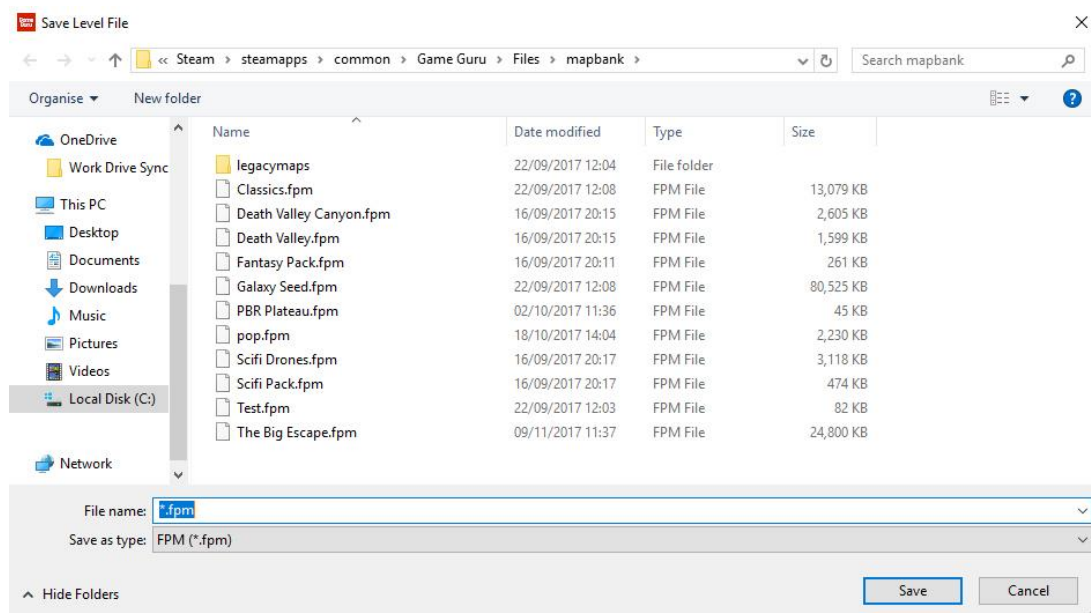 Game Guru Save Level File
« Steam > steamapps > common > Game Guru > Files > mapbank > Search mapbank
Organise New folder ?
Name Date modified Type Size
OneDrive
Work Drive Sync
This PC
Desktop
Documents
Downloads
Music
Pictures
Videos
Local Disk (C:)
Network
legacymaps 22/09/2017 12:04 File folder
Classics.fpm 22/09/2017 12:08 FPM File 13,079 KB
Death Valley Canyon.fpm 16/09/2017 20:15 FPM File 2,605 KB
Death Valley.fpm 16/09/2017 20:15 FPM File 1,599 KB
Fantasy Pack.fpm 16/09/2017 20:11 FPM File 261 KB
Galaxy Seed.fpm 22/09/2017 12:08 FPM File 80,525 KB
PBR Plateau.fpm 02/10/2017 11:36 FPM File 45 KB
pop.fpm 18/10/2017 14:04 FPM File 2,230 KB
Scifi Drones.fpm 16/09/2017 20:17 FPM File 3,118 KB
Scifi Pack.fpm 16/09/2017 20:17 FPM File 474 KB
Test.fpm 22/09/2017 12:03 FPM File 82 KB
The Big Escape.fpm 09/11/2017 11:37 FPM File 24,800 KB
File name: *.fpm
Save as type: FPM (*.fpm)
Hide Folders Save Cancel